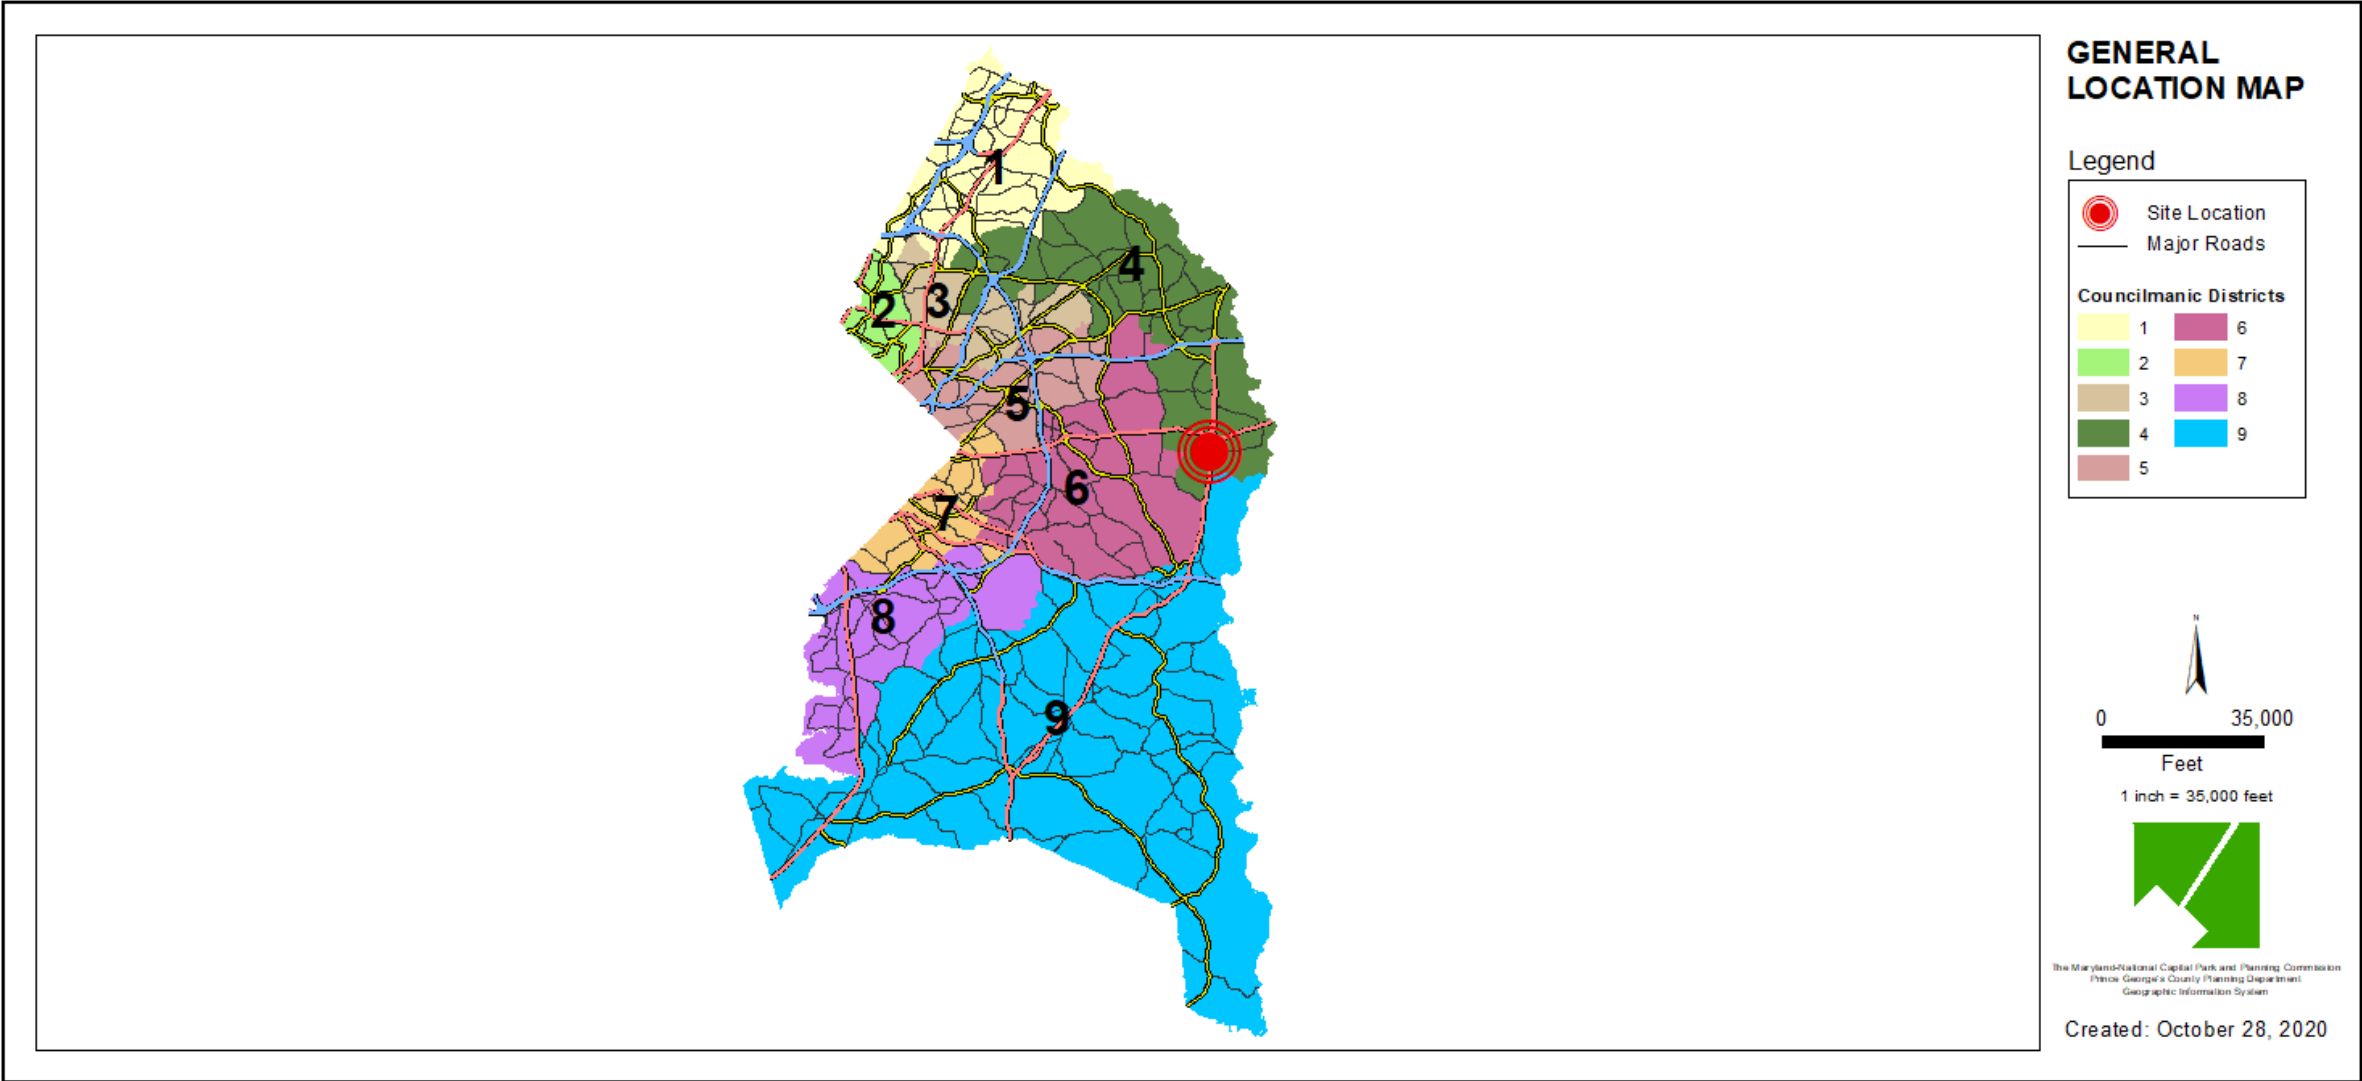 GENERAL
LOCATION MAP
Legend
Site Location
Major Roads
Councilmanic Districts
1 6
2 7
3 8
4 9
5
1
4
2
3
5
6
7
8
9
N
0 35,000
Feet
1 inch = 35,000 feet
The Maryland-National Capital Park and Planning Commission
Prince George's County Planning Department
Geographic Information System
Created: October 28, 2020